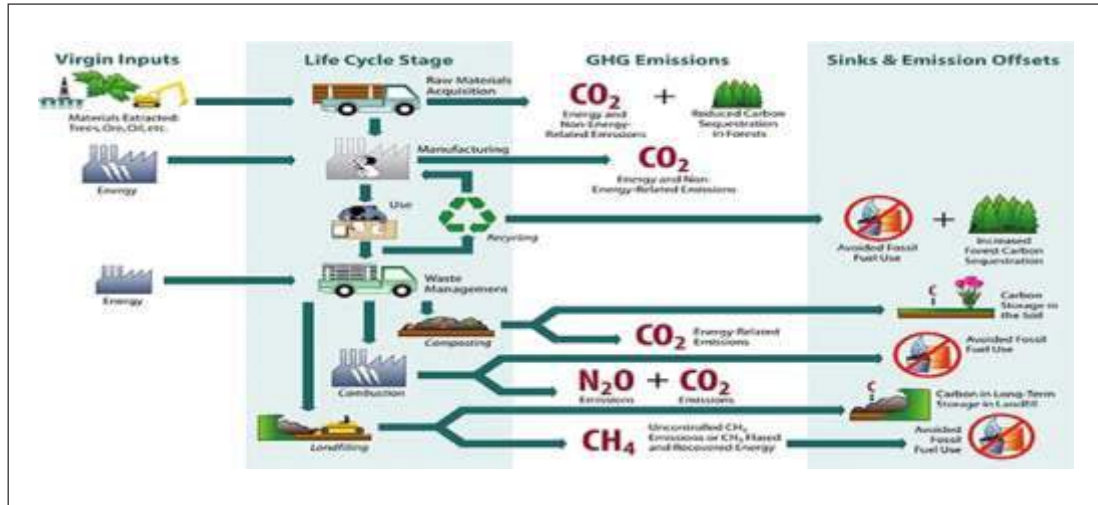 Virgin Inputs
Life Cycle Stage
GHG Emissions
Sinks & Emission Offsets
Materials Extracted:
Trees, Ore, Oil, etc.
Raw Materials
Acquisition
CO2
+
Energy and
Non-Energy-
Related Emissions
Reduced Carbon
Sequestration
in Forests
Energy
Manufacturing
CO2
Energy and Non-
Energy-Related Emissions
Use
Recycling
Avoided Fossil
Fuel Use
+
Increased
Forest Carbon
Sequestration
Energy
Waste
Management
Composting
CO2
Energy-Related
Emissions
C
Carbon
Storage in
the Soil
Combustion
N2O + CO2
Emissions
Emissions
Avoided Fossil
Fuel Use
Landfilling
CH4
Uncontrolled CH4
Emissions or CH4 Flared
and Recovered Energy
C
Carbon in Long-Term
Storage in Landfill
Avoided
Fossil
Fuel Use